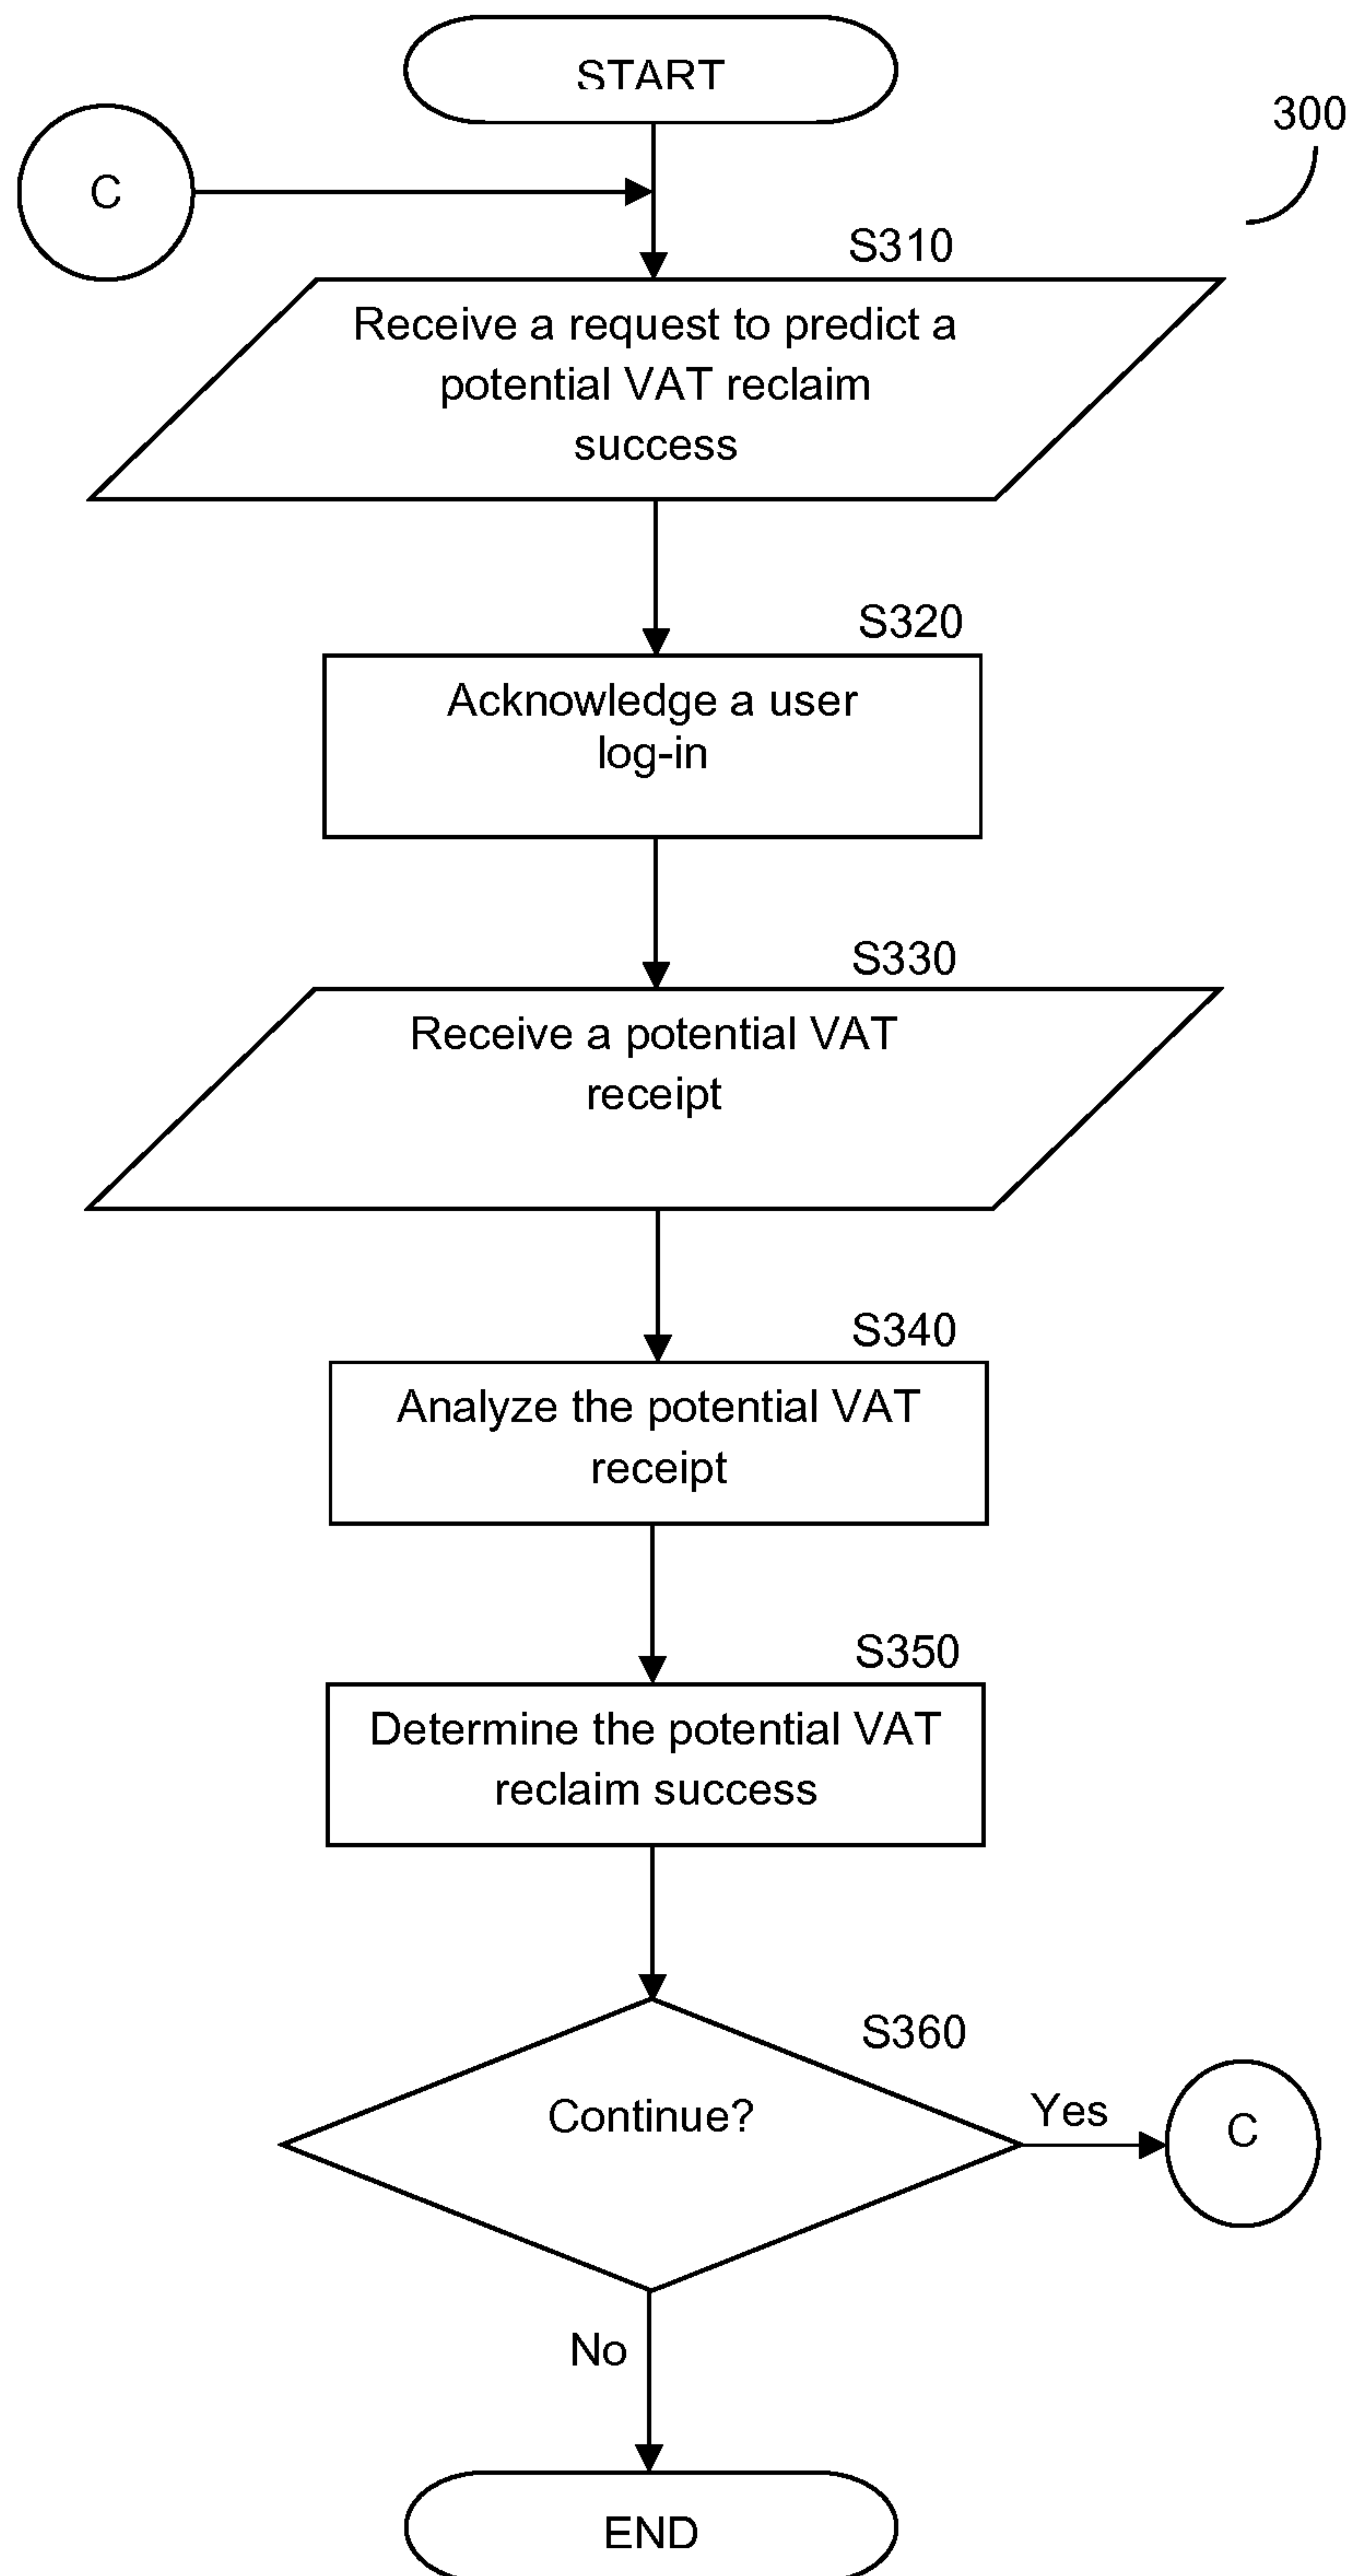 START
300
C
S310
Receive a request to predict a
potential VAT reclaim
success
S320
Acknowledge a user
log-in
S330
Receive a potential VAT
receipt
S340
Analyze the potential VAT
receipt
S350
Determine the potential VAT
reclaim success
S360
Continue?
Yes
C
No
END